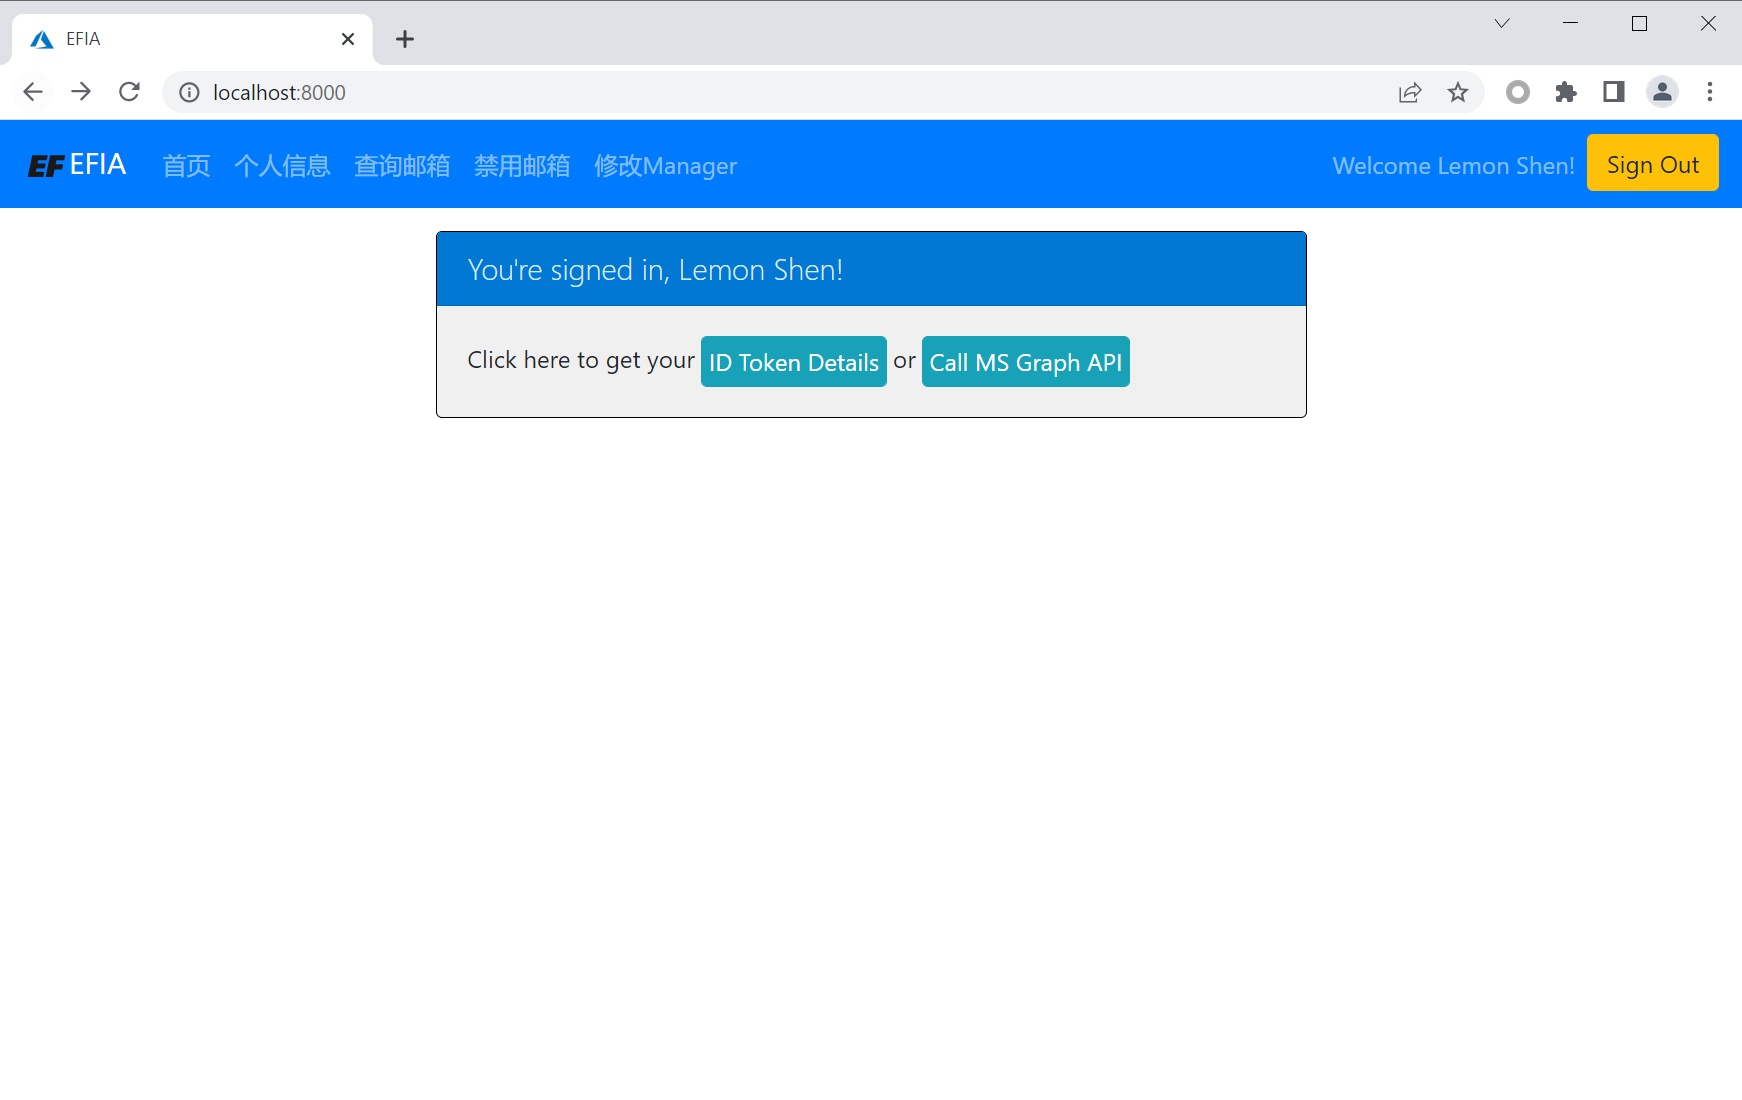 EFIA
localhost:8000
EF EFIA 首页 个人信息 查询邮箱 禁用邮箱 修改Manager Welcome Lemon Shen! Sign Out
You're signed in, Lemon Shen!
Click here to get your ID Token Details or Call MS Graph API